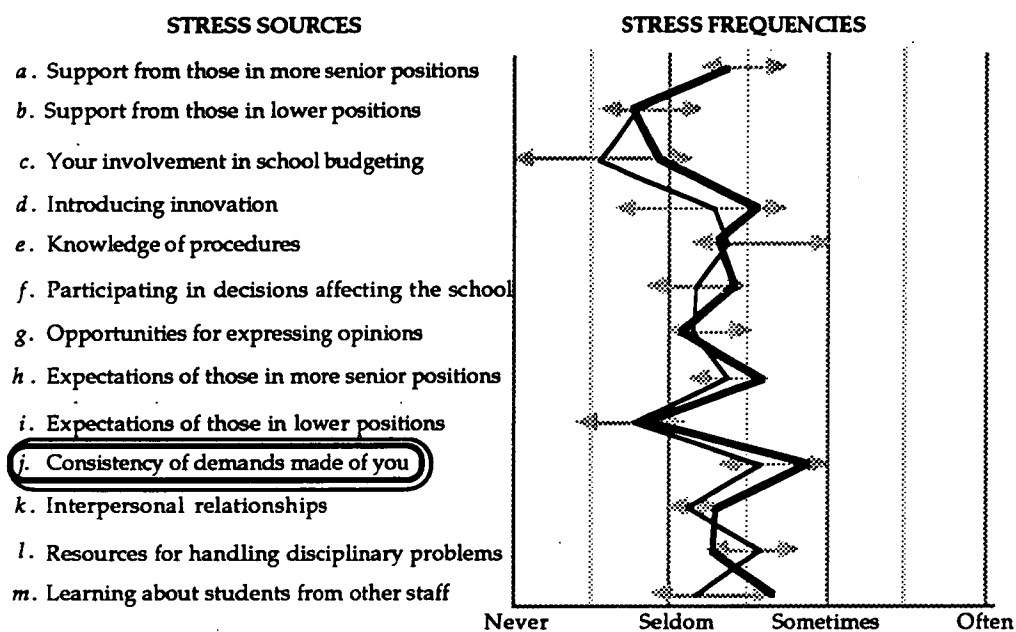 STRESS SOURCES
STRESS FREQUENCIES
a. Support from those in more senior positions
b. Support from those in lower positions
c. Your involvement in school budgeting
d. Introducing innovation
e. Knowledge of procedures
f. Participating in decisions affecting the school
g. Opportunities for expressing opinions
h. Expectations of those in more senior positions
i. Expectations of those in lower positions
j. Consistency of demands made of you
k. Interpersonal relationships
l. Resources for handling disciplinary problems
m. Learning about students from other staff
Never Seldom Sometimes Often